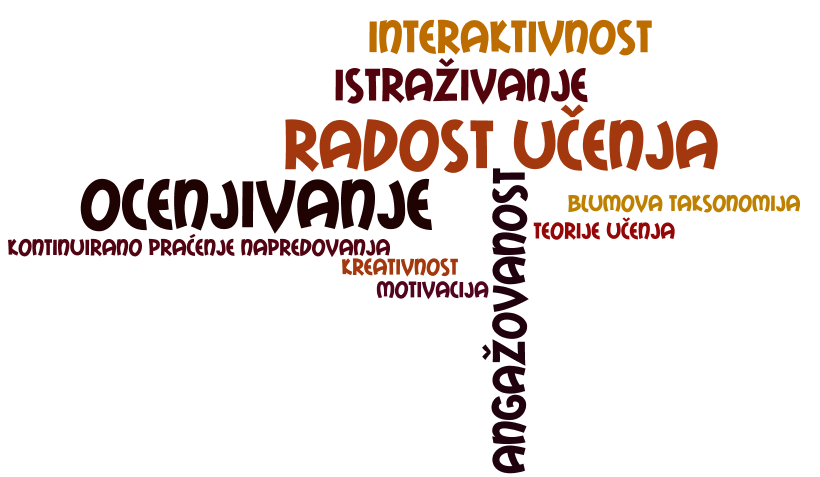 INTERAKTIVNOST
ISTRAŽIVANJE
RADOST UČENJA
OCENJIVANJE
ANGAŽOVANOST
BLUMOVA TAKSONOMIJA
TEORIJE UČENJA
KONTINUIRANO PRAĆENJE NAPREDOVANJA
KREATIVNOST
MOTIVACIJA